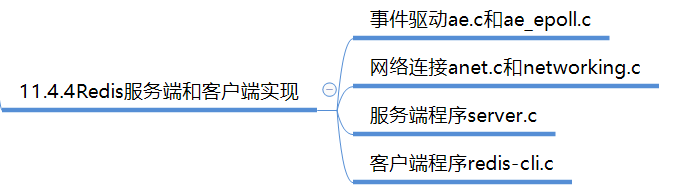 事件驱动ae.c和ae_epoll.c
网络连接anet.c和networking.c
11.4.4Redis服务端和客户端实现
服务端程序server.c
客户端程序redis-cli.c